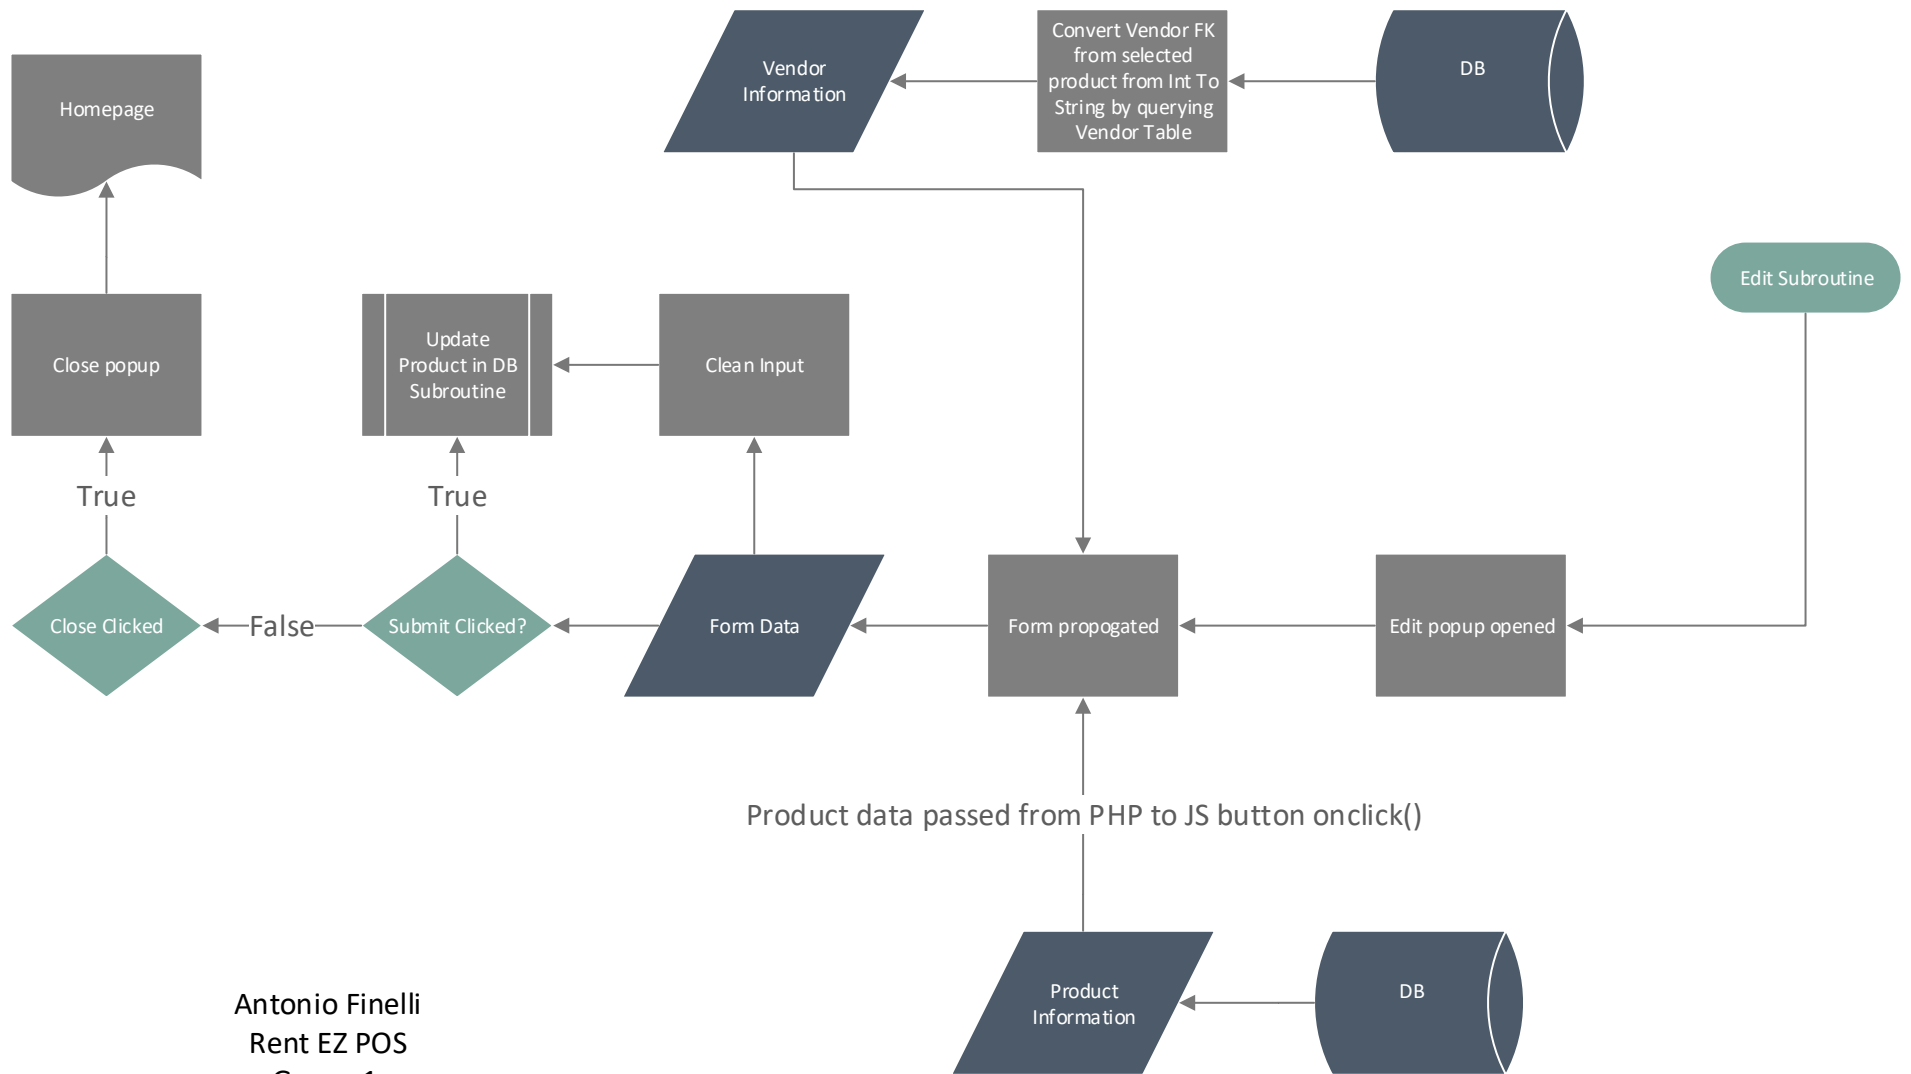 Vendor
Information
Convert Vendor FK
from selected
product from Int To
String by querying
Vendor Table
DB
Homepage
Edit Subroutine
Close popup
Update
Product in DB
Subroutine
Clean Input
True
True
Close Clicked
False
Submit Clicked?
Form Data
Form propogated
Edit popup opened
Product data passed from PHP to JS button onclick()
Product
Information
DB
Antonio Finelli
Rent EZ POS